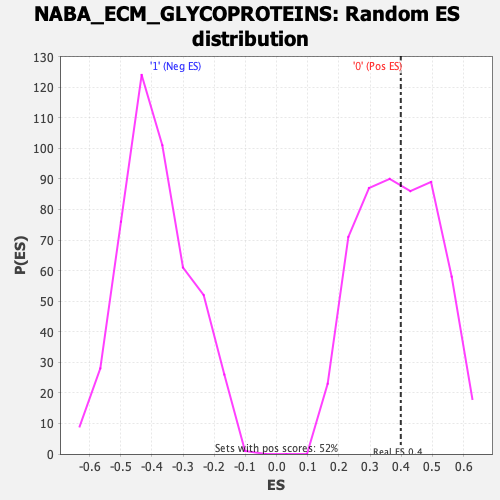 NABA_ECM_GLYCOPROTEINS: Random ES
distribution
'1' (Neg ES)
'0' (Pos ES)
130
120
110
100
90
80
70
60
50
40
30
20
10
0
P(ES)
Sets with pos scores: 52%
Real ES 0.4
-0.6 -0.5 -0.4 -0.3 -0.2 -0.1 0.0 0.1 0.2 0.3 0.4 0.5 0.6
ES